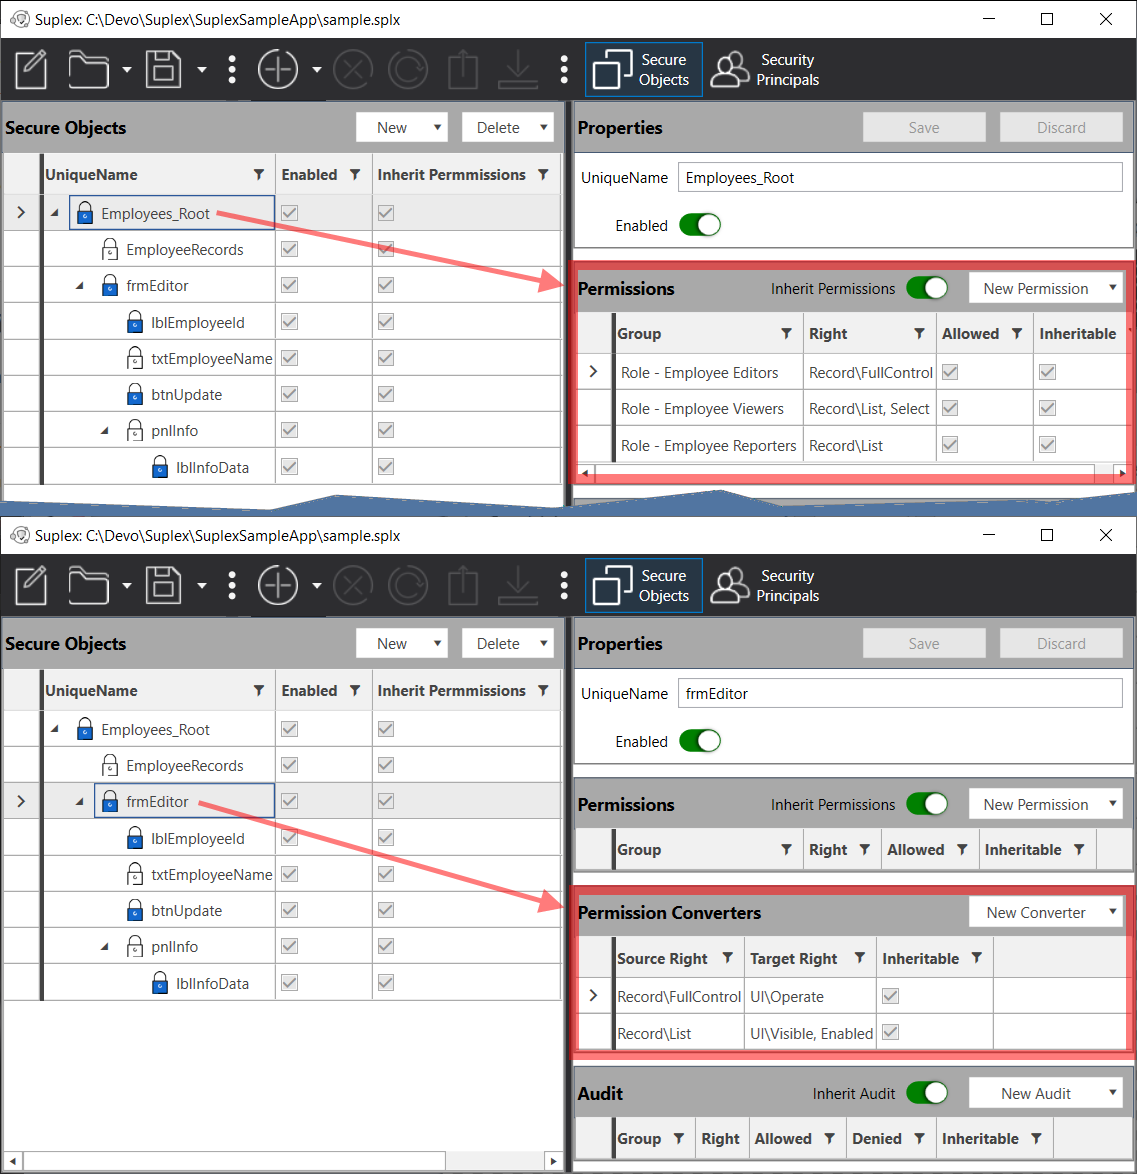 Suplex: C:\Devo\Suplex\SuplexSampleApp\sample.splx
Secure Objects
Security Principals
Secure Objects
New
Delete
UniqueName
Enabled
Inherit Permmissions
Employees_Root
EmployeeRecords
frmEditor
lblEmployeeId
txtEmployeeName
btnUpdate
pnlInfo
lblInfoData
Properties
Save
Discard
UniqueName
Employees_Root
Enabled
Permissions
Inherit Permissions
New Permission
Group
Right
Allowed
Inheritable
Role - Employee Editors
Record\FullControl
Role - Employee Viewers
Record\List, Select
Role - Employee Reporters
Record\List
Suplex: C:\Devo\Suplex\SuplexSampleApp\sample.splx
Secure Objects
Security Principals
Secure Objects
New
Delete
UniqueName
Enabled
Inherit Permmissions
Employees_Root
EmployeeRecords
frmEditor
lblEmployeeId
txtEmployeeName
btnUpdate
pnlInfo
lblInfoData
Properties
Save
Discard
UniqueName
frmEditor
Enabled
Permissions
Inherit Permissions
New Permission
Group
Right
Allowed
Inheritable
Permission Converters
New Converter
Source Right
Target Right
Inheritable
Record\FullControl
UI\Operate
Record\List
UI\Visible, Enabled
Audit
Inherit Audit
New Audit
Group
Right
Allowed
Denied
Inheritable